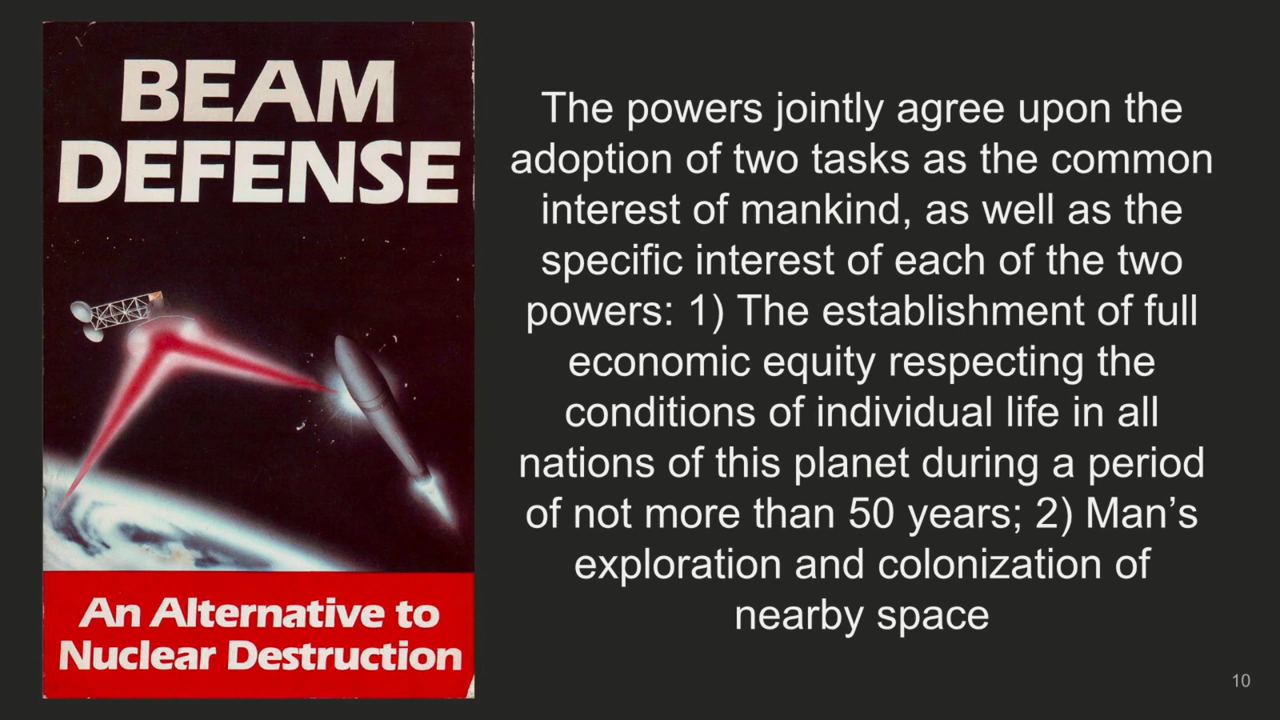 BEAM
DEFENSE
An Alternative to
Nuclear Destruction
The powers jointly agree upon the
adoption of two tasks as the common
interest of mankind, as well as the
specific interest of each of the two
powers: 1) The establishment of full
economic equity respecting the
conditions of individual life in all
nations of this planet during a period
of not more than 50 years; 2) Man’s
exploration and colonization of
nearby space
10